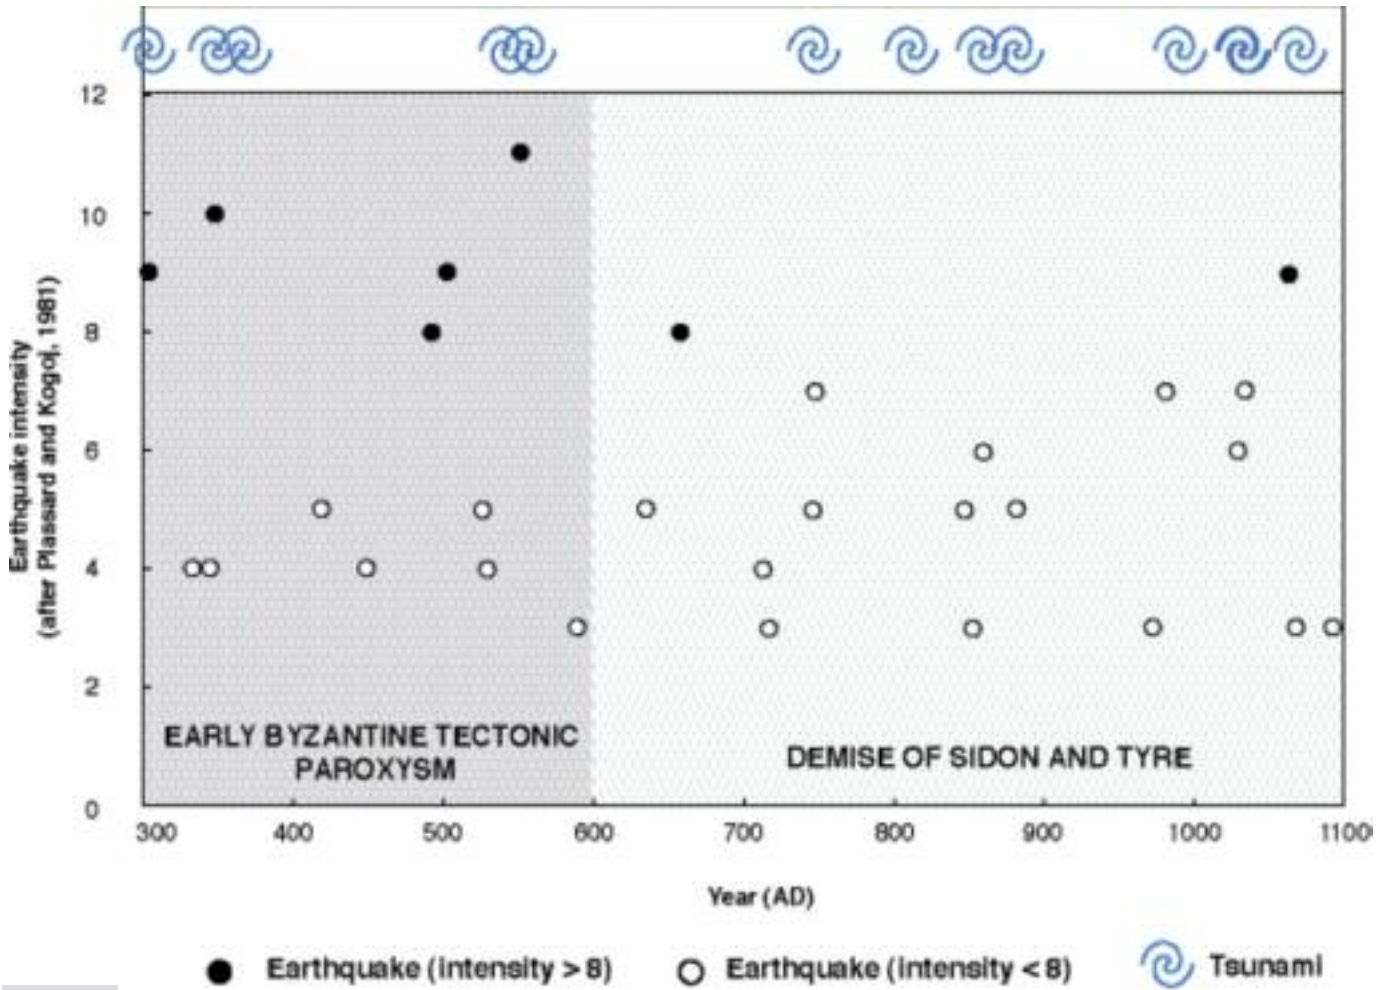 12
10
8
6
4
2
0
Earthquake intensity
(after Plassard and Kogoj, 1981)
EARLY BYZANTINE TECTONIC
PAROXYSM
DEMISE OF SIDON AND TYRE
300 400 500 600 700 800 900 1000 1100
Year (AD)
Earthquake (intensity > 8) Earthquake (intensity < 8) Tsunami